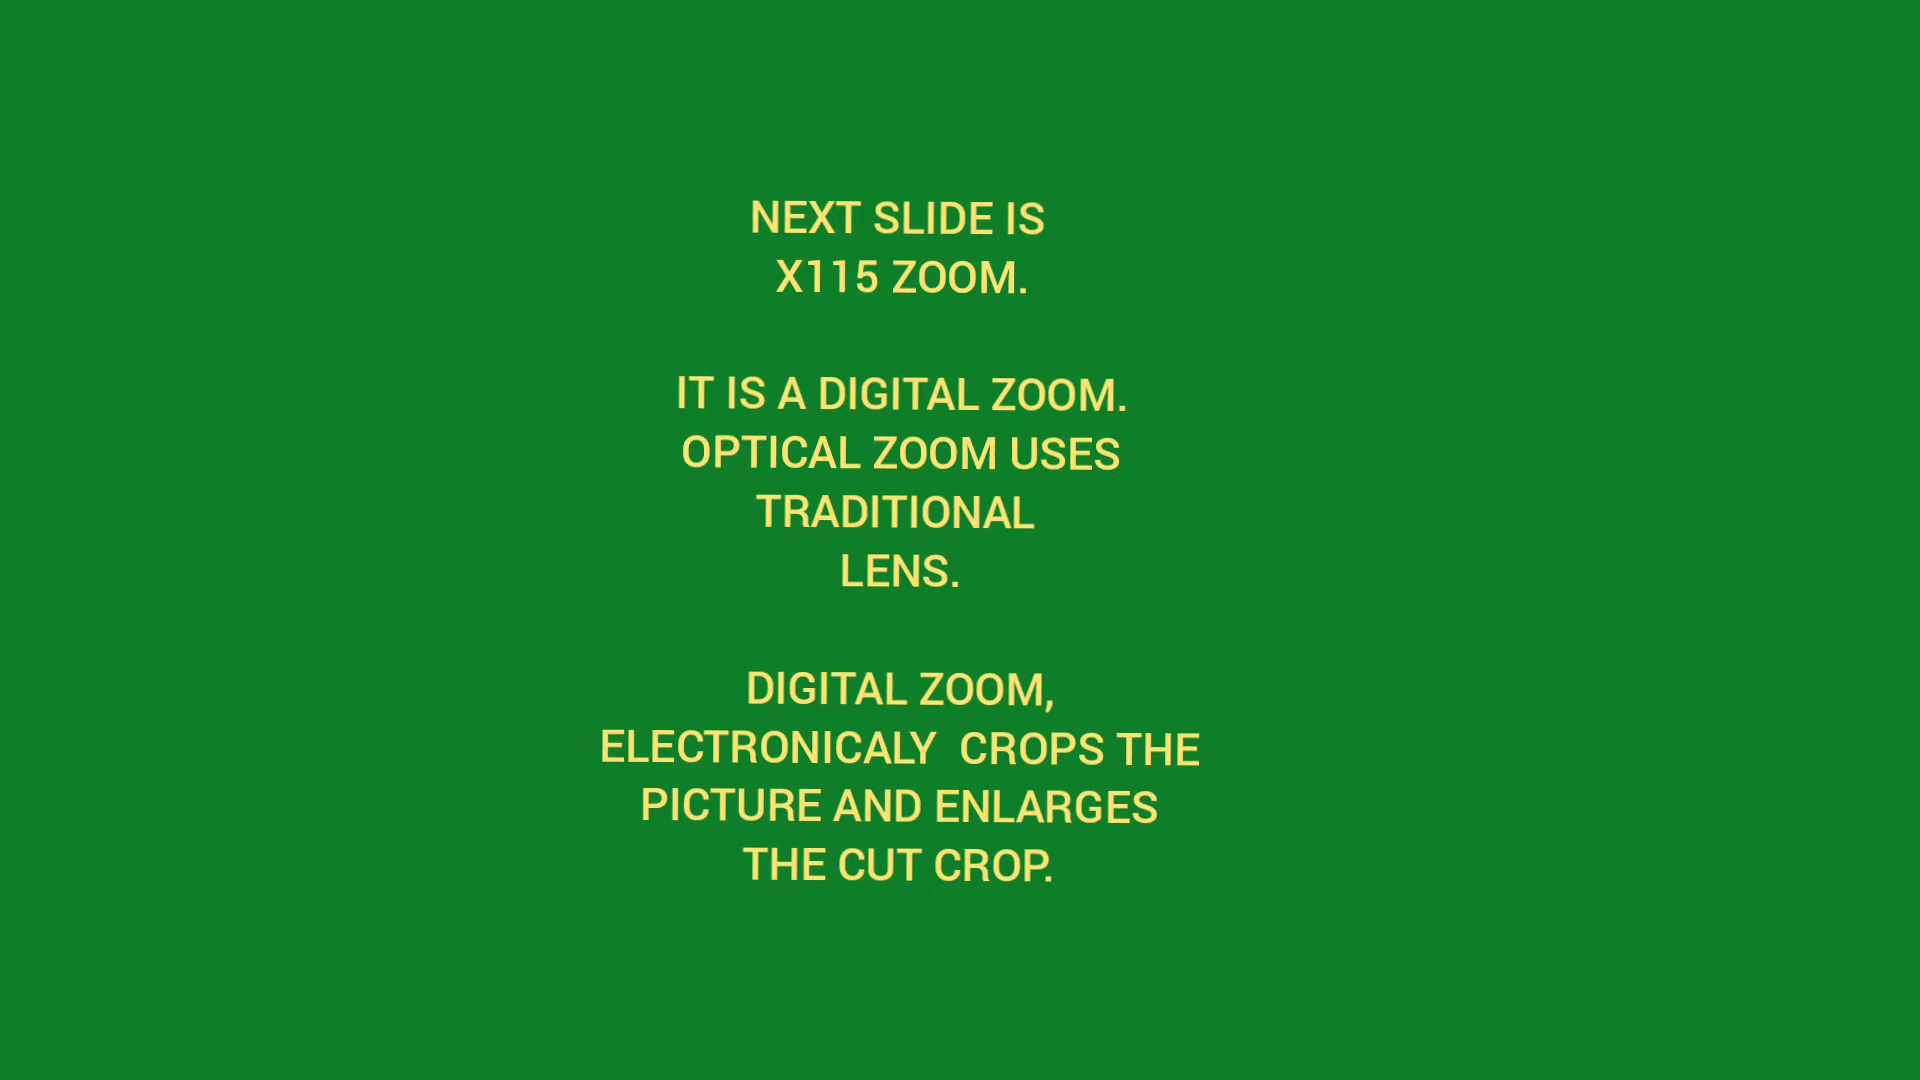 NEXT SLIDE IS
X115 ZOOM.
IT IS A DIGITAL ZOOM.
OPTICAL ZOOM USES
TRADITIONAL
LENS.
DIGITAL ZOOM,
ELECTRONICALY  CROPS THE
PICTURE AND ENLARGES
THE CUT CROP.